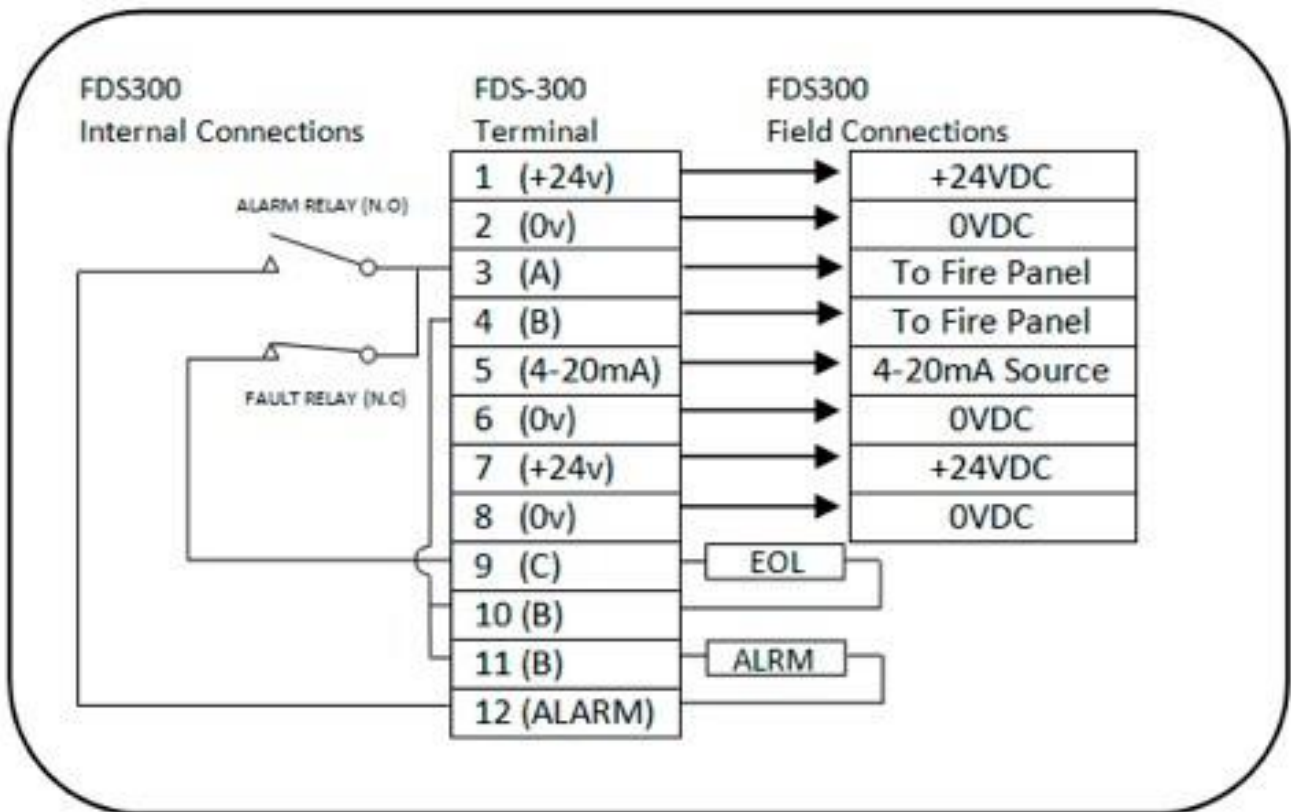 FDS300
Internal Connections
FDS-300
Terminal
FDS300
Field Connections
ALARM RELAY (N.O)
FAULT RELAY (N.C)
1 (+24v)
+24VDC
2 (0v)
0VDC
3 (A)
To Fire Panel
4 (B)
To Fire Panel
5 (4-20mA)
4-20mA Source
6 (0v)
0VDC
7 (+24v)
+24VDC
8 (0v)
0VDC
9 (C)
EOL
10 (B)
11 (B)
ALRM
12 (ALARM)